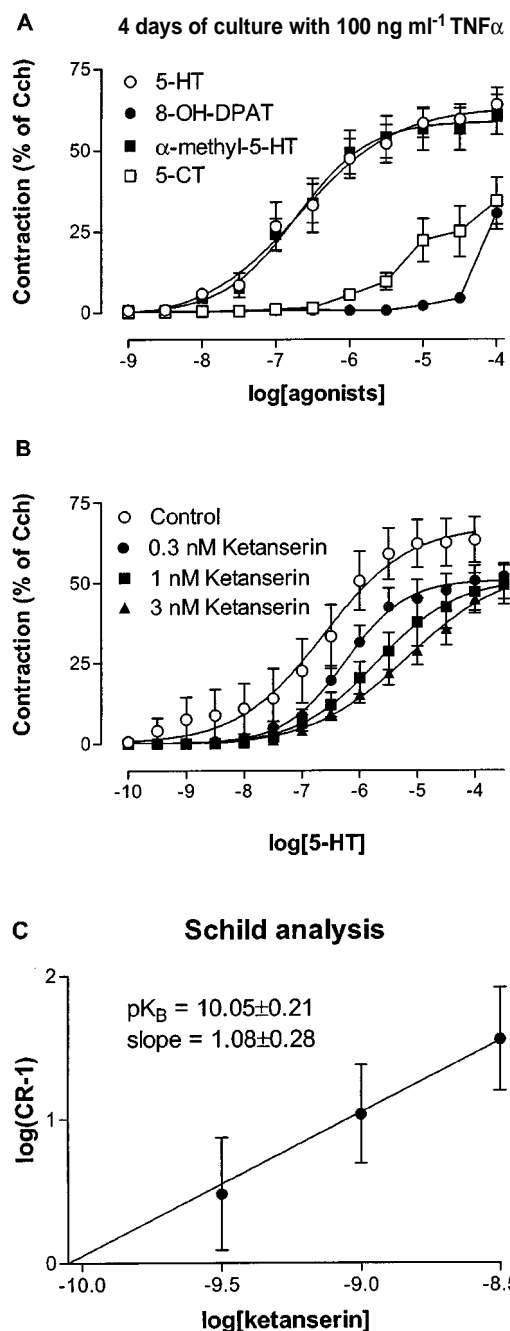 A
4 days of culture with 100 ng ml⁻¹ TNFα
Contraction (% of Cch)
75
50
25
0
5-HT
8-OH-DPAT
α-methyl-5-HT
5-CT
-9 -8 -7 -6 -5 -4
log[agonists]
B
Contraction (% of Cch)
75
50
25
0
Control
0.3 nM Ketanserin
1 nM Ketanserin
3 nM Ketanserin
-10 -9 -8 -7 -6 -5 -4
log[5-HT]
C
Schild analysis
log(CR-1)
2
1
0
pK_B = 10.05±0.21
slope = 1.08±0.28
-10.0 -9.5 -9.0 -8.5
log[ketanserin]